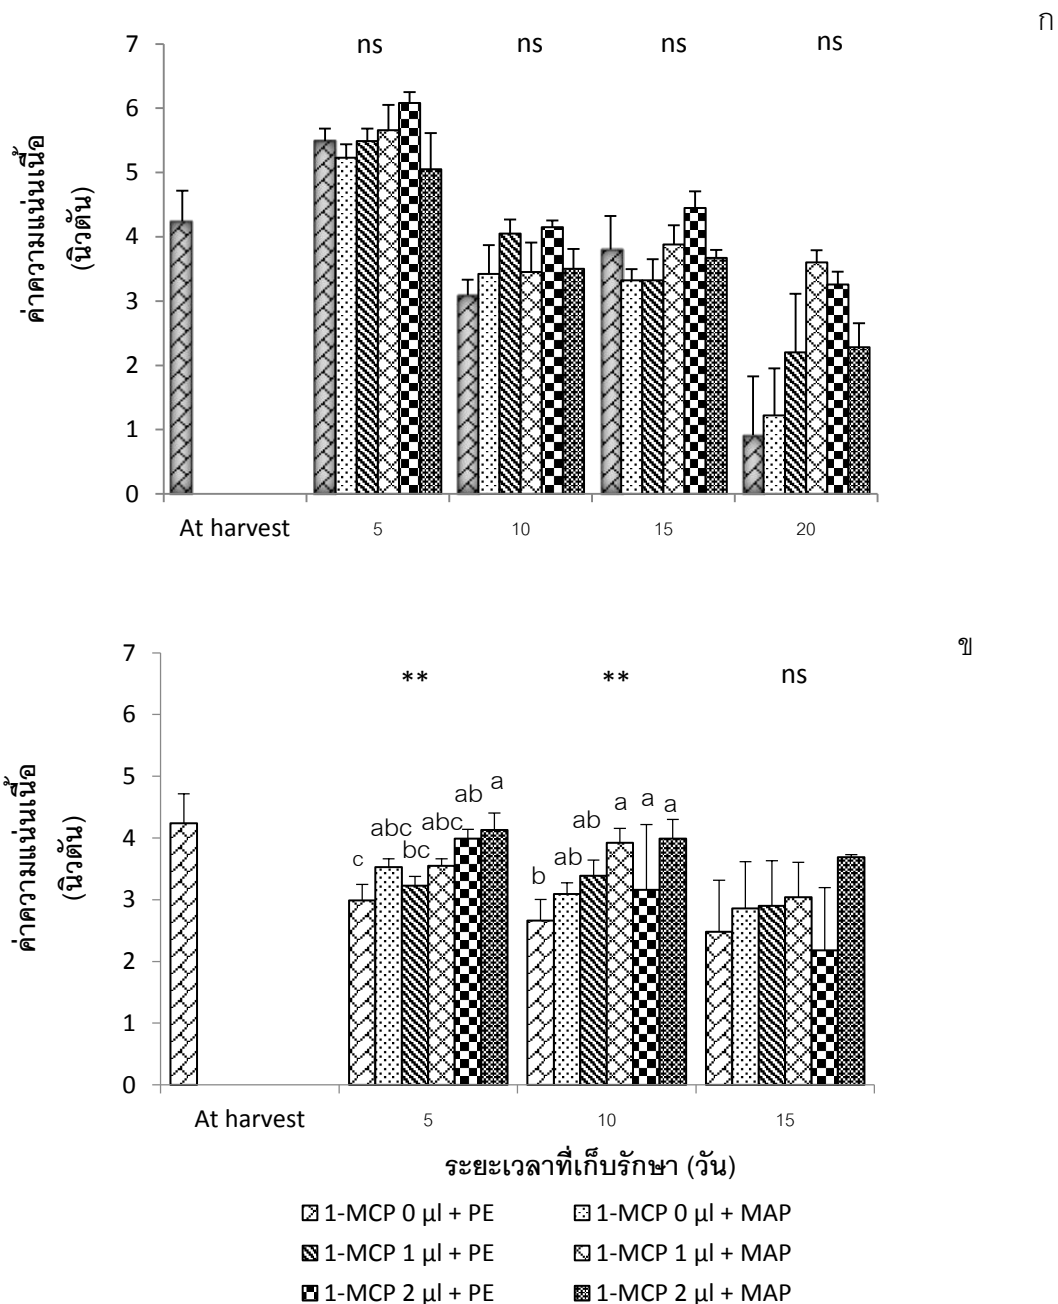 ก
7
ns ns ns ns
6
5
4
3
2
1
0
ค่าความแน่นเนื้อ
(นิวตัน)
At harvest 5 10 15 20
ข
7
** ** ns
6
5
4
3
2
1
0
c abc bc abc ab a
b ab ab a a a
ค่าความแน่นเนื้อ
(นิวตัน)
At harvest 5 10 15
ระยะเวลาที่เก็บรักษา (วัน)
1-MCP 0 µl + PE 1-MCP 0 µl + MAP
1-MCP 1 µl + PE 1-MCP 1 µl + MAP
1-MCP 2 µl + PE 1-MCP 2 µl + MAP